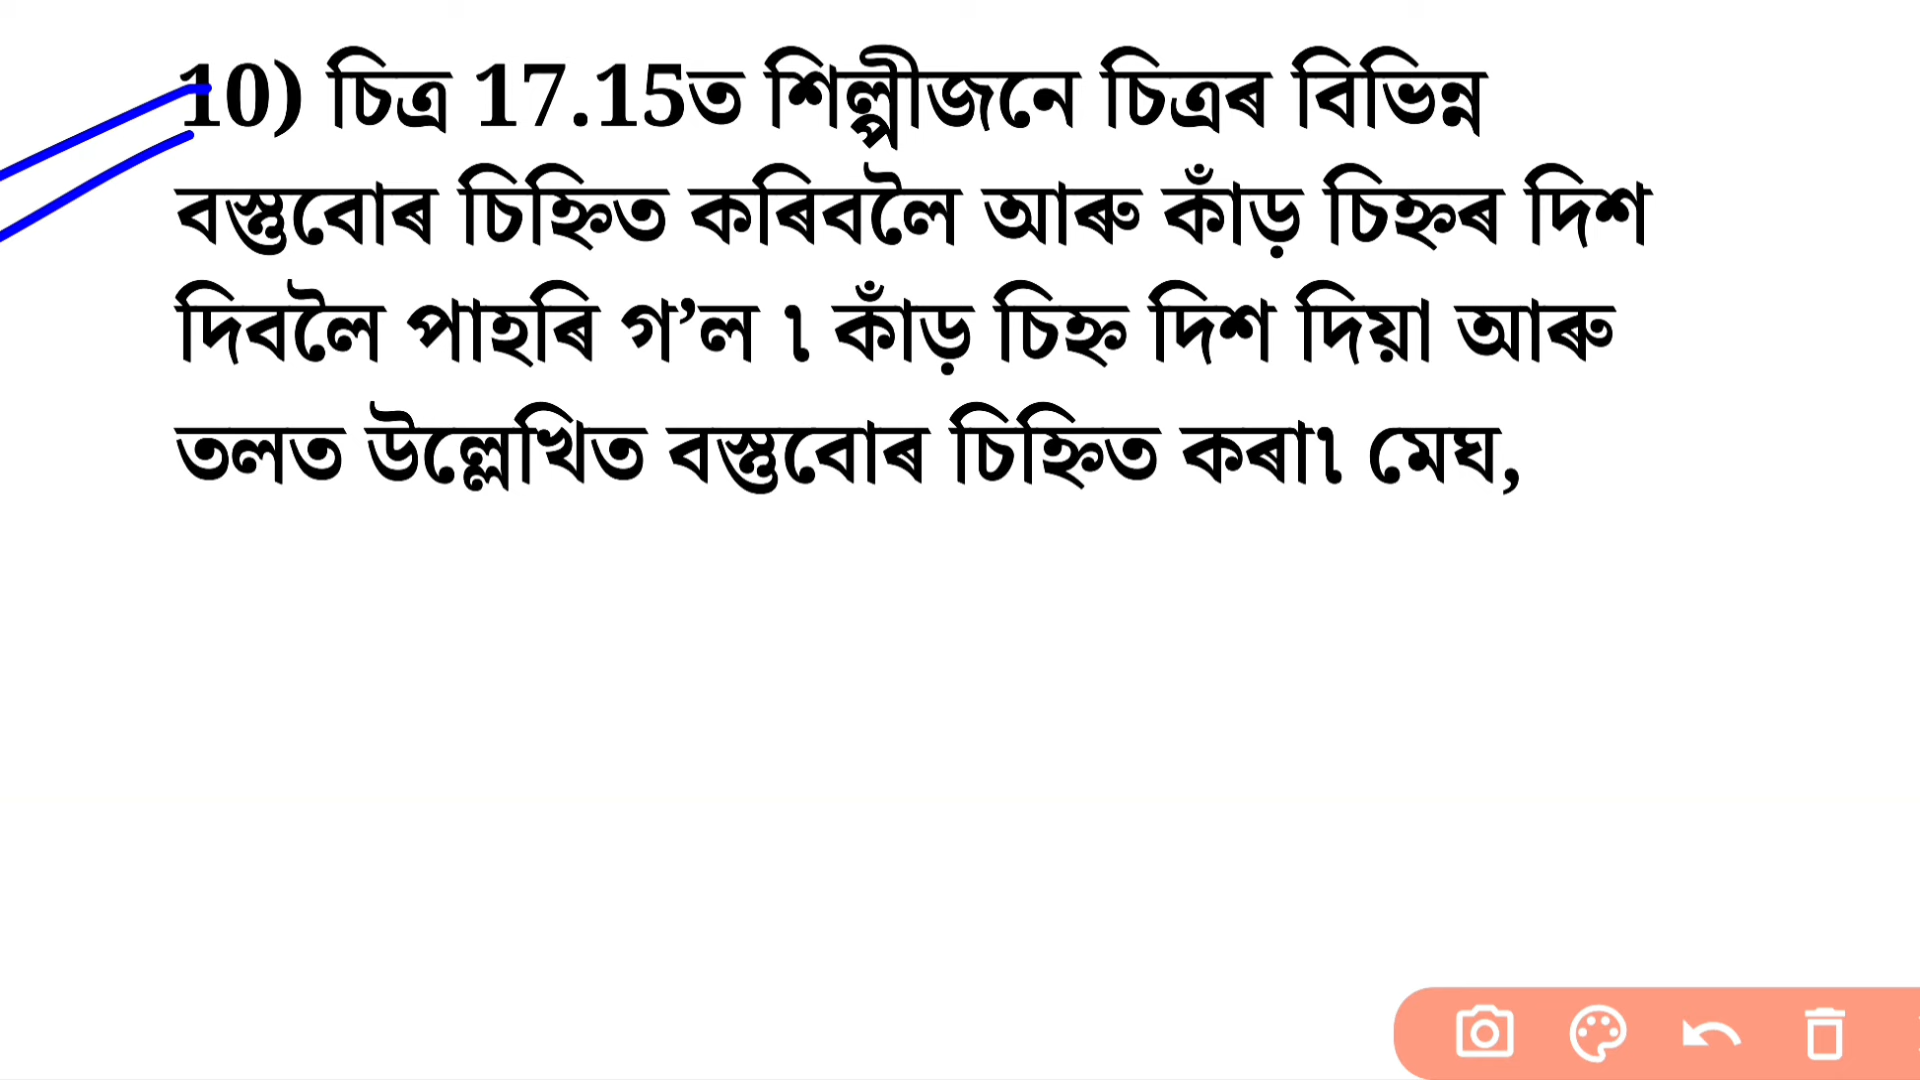 10) চিত্ৰ 17.15ত শিল্পীজনে চিত্ৰৰ বিভিন্ন
বস্তুবোৰ চিহ্নিত কৰিবলৈ আৰু কাঁড় চিহ্নৰ দিশ
দিবলৈ পাহৰি গ’ল ৷ কাঁড় চিহ্ন দিশ দিয়া আৰু
তলত উল্লেখিত বস্তুবোৰ চিহ্নিত কৰা৷ মেঘ,